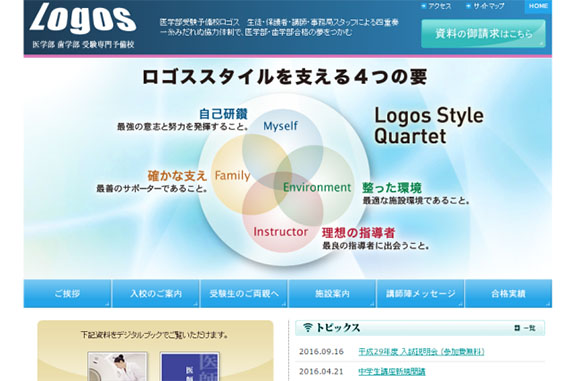 Logos
医学部 歯学部 受験専門予備校
医学部受験予備校ロゴス 生徒・保護者・講師・事務局スタッフによる四重奏
一糸みだれぬ協力体制で、医学部・歯学部合格の夢をつかむ
アクセス サイトマップ HOME
資料の御請求はこちら
ロゴススタイルを支える4つの要
Logos Style
Quartet
自己研鑽
最強の意志と努力を発揮すること。
Myself
確かな支え
最善のサポーターであること。
Family
Environment
整った環境
最適な施設環境であること。
Instructor
理想の指導者
最良の指導者に出会うこと。
ご挨拶 入校のご案内 受験生のご両親へ 施設案内 講師陣メッセージ 合格実績
下記資料をデジタルブックでご覧いただけます。
医師
トピックス 一覧
2016.09.16 平成29年度 入試説明会 (参加費無料)
2016.04.21 中学生講座新規開講